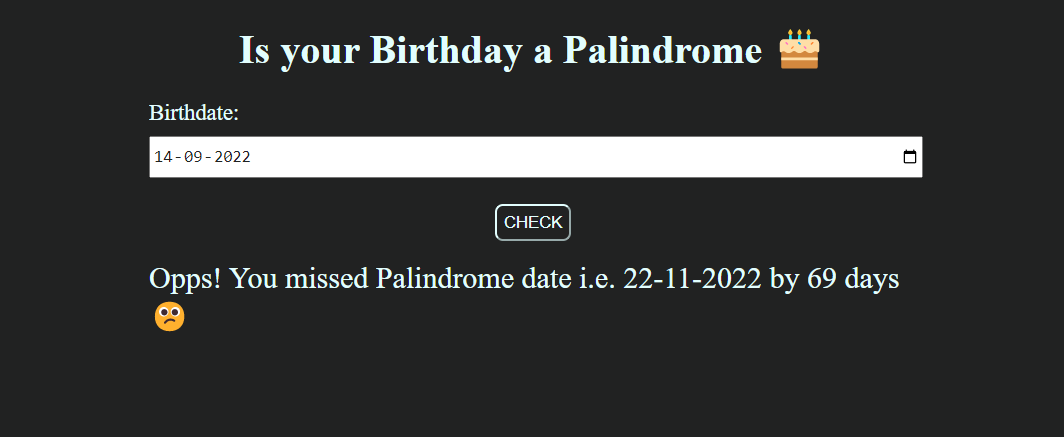 Is your Birthday a Palindrome 🎂
Birthdate:
14-09-2022
CHECK
Opps! You missed Palindrome date i.e. 22-11-2022 by 69 days
🙁